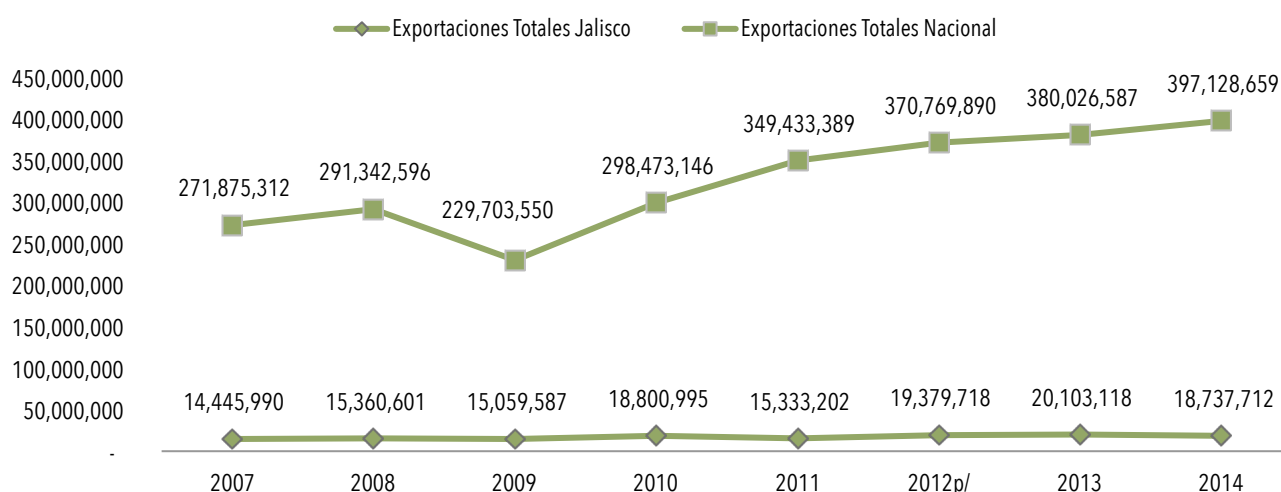 Exportaciones Totales Jalisco Exportaciones Totales Nacional
450,000,000
400,000,000
350,000,000
300,000,000
250,000,000
200,000,000
150,000,000
100,000,000
50,000,000
-
271,875,312 291,342,596 229,703,550 298,473,146 349,433,389 370,769,890 380,026,587 397,128,659
14,445,990 15,360,601 15,059,587 18,800,995 15,333,202 19,379,718 20,103,118 18,737,712
2007 2008 2009 2010 2011 2012p/ 2013 2014